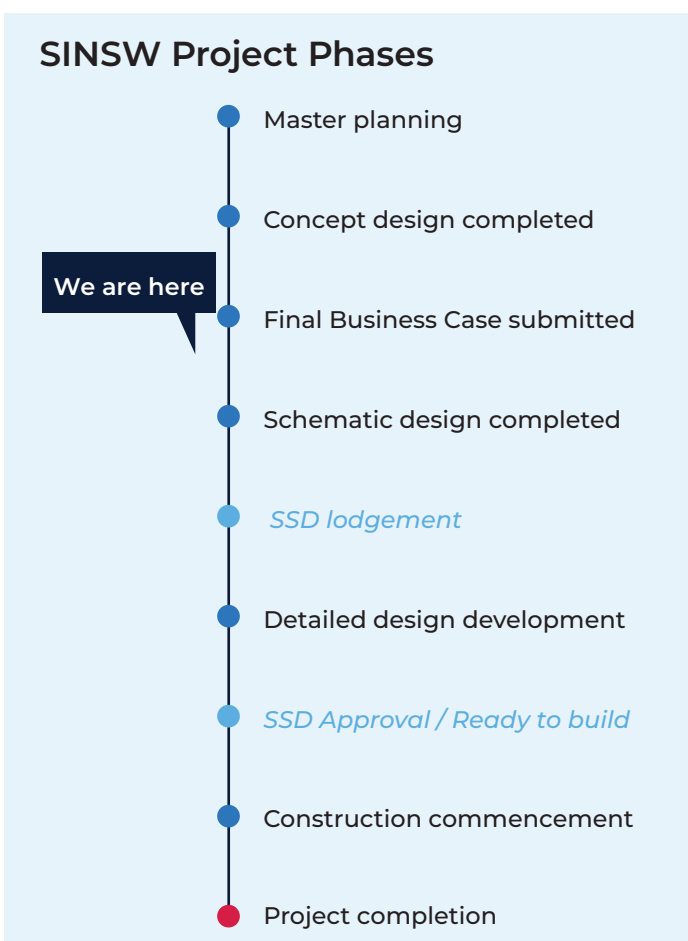 SINSW Project Phases
Master planning
Concept design completed
We are here
Final Business Case submitted
Schematic design completed
SSD lodgement
Detailed design development
SSD Approval / Ready to build
Construction commencement
Project completion